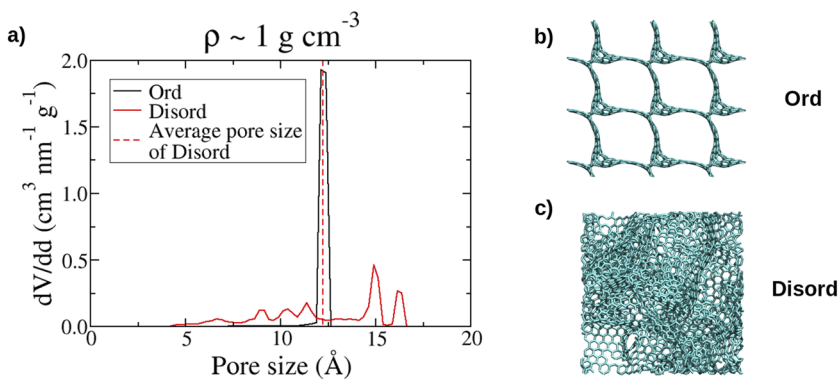 a)
ρ ~ 1 g cm⁻³
dV/dd (cm³ nm⁻¹ g⁻¹)
2.0
1.5
1.0
0.5
0.0
Ord
Disord
Average pore size
of Disord
0 5 10 15 20
Pore size (Å)
b)
Ord
c)
Disord